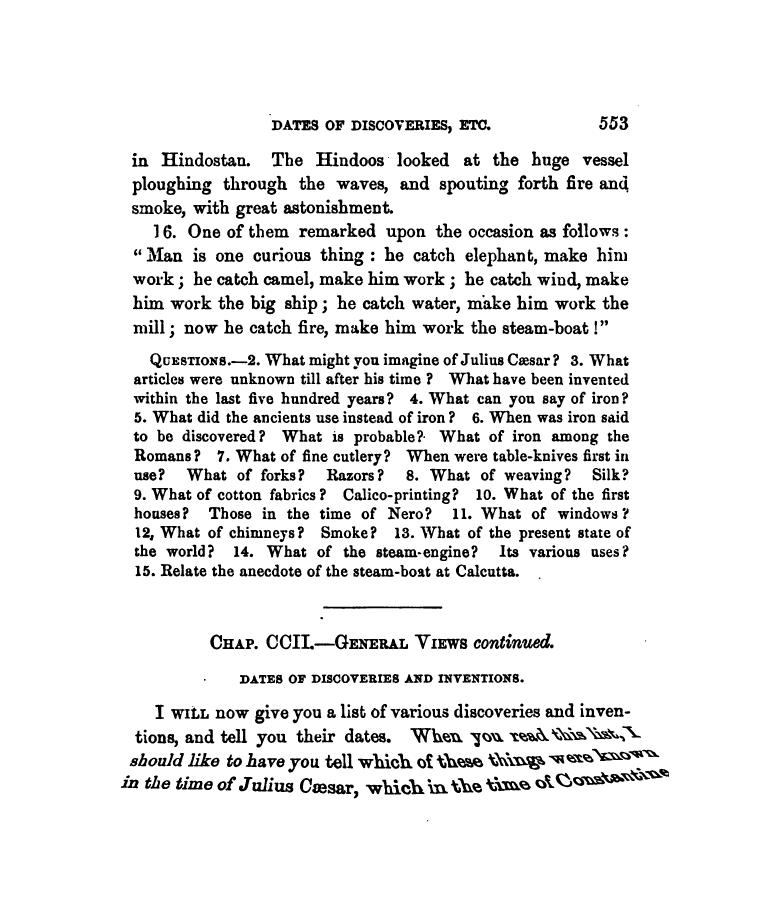 DATES OF DISCOVERIES, ETC. 553
in Hindostan. The Hindoos looked at the huge vessel
ploughing through the waves, and spouting forth fire and
smoke, with great astonishment.
16. One of them remarked upon the occasion as follows:
“Man is one curious thing: he catch elephant, make him
work; he catch camel, make him work; he catch wind, make
him work the big ship; he catch water, make him work the
mill; now he catch fire, make him work the steam-boat!”
QUESTIONS.—2. What might you imagine of Julius Cæsar? 3. What
articles were unknown till after his time? What have been invented
within the last five hundred years? 4. What can you say of iron?
5. What did the ancients use instead of iron? 6. When was iron said
to be discovered? What is probable? What of iron among the
Romans? 7. What of fine cutlery? When were table-knives first in
use? What of forks? Razors? 8. What of weaving? Silk?
9. What of cotton fabrics? Calico-printing? 10. What of the first
houses? Those in the time of Nero? 11. What of windows?
12, What of chimneys? Smoke? 13. What of the present state of
the world? 14. What of the steam-engine? Its various uses?
15. Relate the anecdote of the steam-boat at Calcutta.
CHAP. CCII.—GENERAL VIEWS continued.
DATES OF DISCOVERIES AND INVENTIONS.
I WILL now give you a list of various discoveries and inven-
tions, and tell you their dates. When you read this list, I
should like to have you tell which of these things were known
in the time of Julius Cæsar, which in the time of Constantine